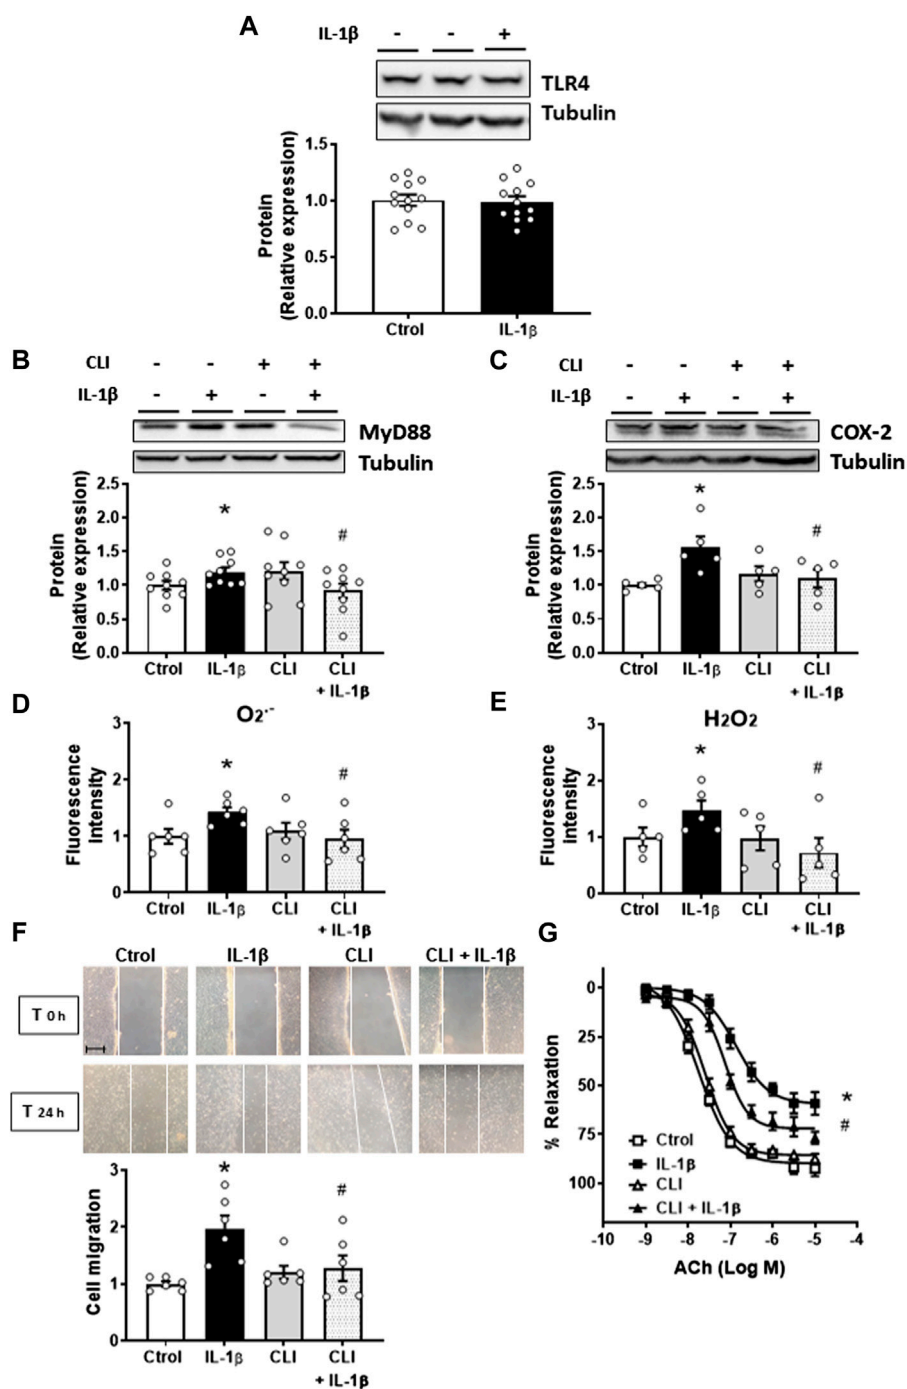 A
IL-1β - - +
TLR4
Tubulin
Protein
(Relative expression)
1.5
1.0
0.5
0.0
Ctrol IL-1β
B
CLI - - + +
IL-1β - + - +
MyD88
Tubulin
Protein
(Relative expression)
2.5
2.0
1.5
1.0
0.5
0.0
*
#
Ctrol IL-1β CLI CLI
+ IL-1β
C
CLI - - + +
IL-1β - + - +
COX-2
Tubulin
Protein
(Relative expression)
2.5
2.0
1.5
1.0
0.5
0.0
*
#
Ctrol IL-1β CLI CLI
+ IL-1β
D
O2·-
Fluorescence
intensity
3
2
1
0
*
#
Ctrol IL-1β CLI CLI
+ IL-1β
E
H2O2
Fluorescence
intensity
3
2
1
0
*
#
Ctrol IL-1β CLI CLI
+ IL-1β
F
Ctrol IL-1β CLI CLI + IL-1β
T 0 h
T 24 h
Cell migration
3
2
1
0
*
#
Ctrol IL-1β CLI CLI
+ IL-1β
G
% Relaxation
0
25
50
75
100
*
#
Ctrol
IL-1β
CLI
CLI + IL-1β
-10 -9 -8 -7 -6 -5 -4
ACh (Log M)